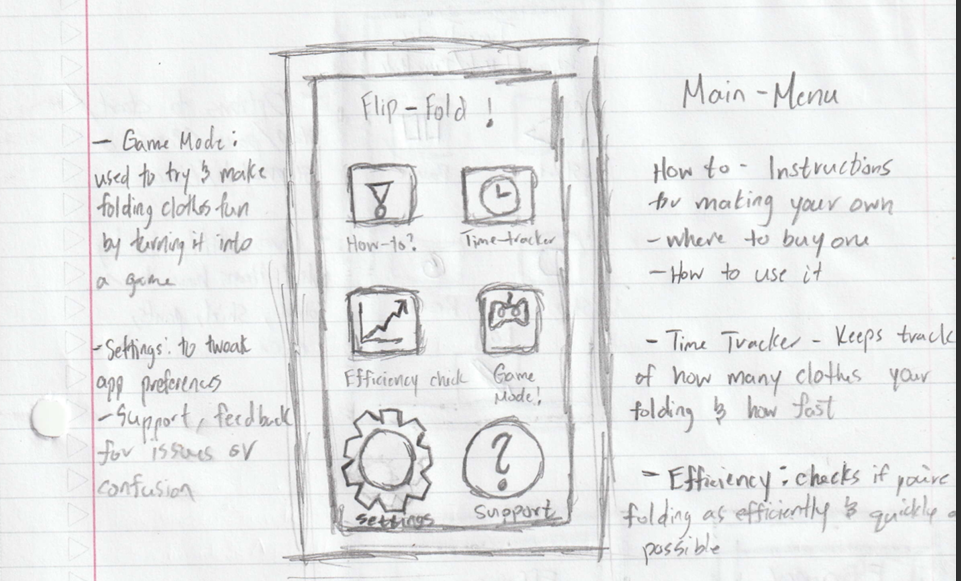 Flip-Fold !
How-to?
Time-tracker
Efficiency check
Game
Mode!
Settings
Support
- Game Mode:
used to try & make
folding clothes fun
by turning it into
a game
- Settings: to tweak
app preferences
- Support, feedback
for issues or
confusion
Main-Menu
How to - Instructions
for making your own
- where to buy one
- How to use it
- Time Tracker - Keeps track
of how many clothes your
folding & how fast
- Efficiency: checks if you're
folding as efficiently & quickly
possible